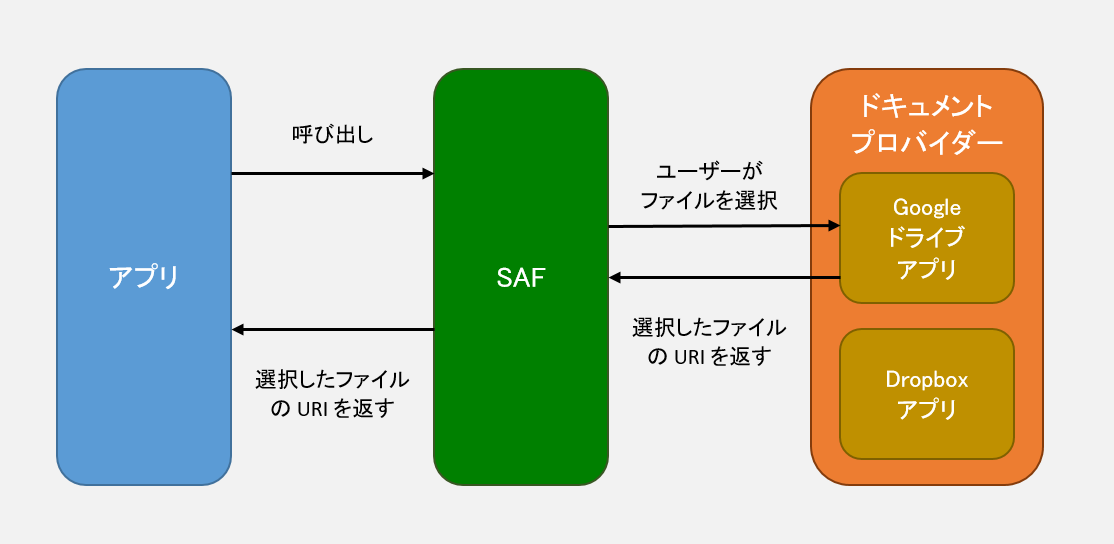 アプリ
呼び出し
選択したファイル
の URI を返す
SAF
ユーザーが
ファイルを選択
選択したファイル
の URI を返す
ドキュメント
プロバイダー
Google
ドライブ
アプリ
Dropbox
アプリ